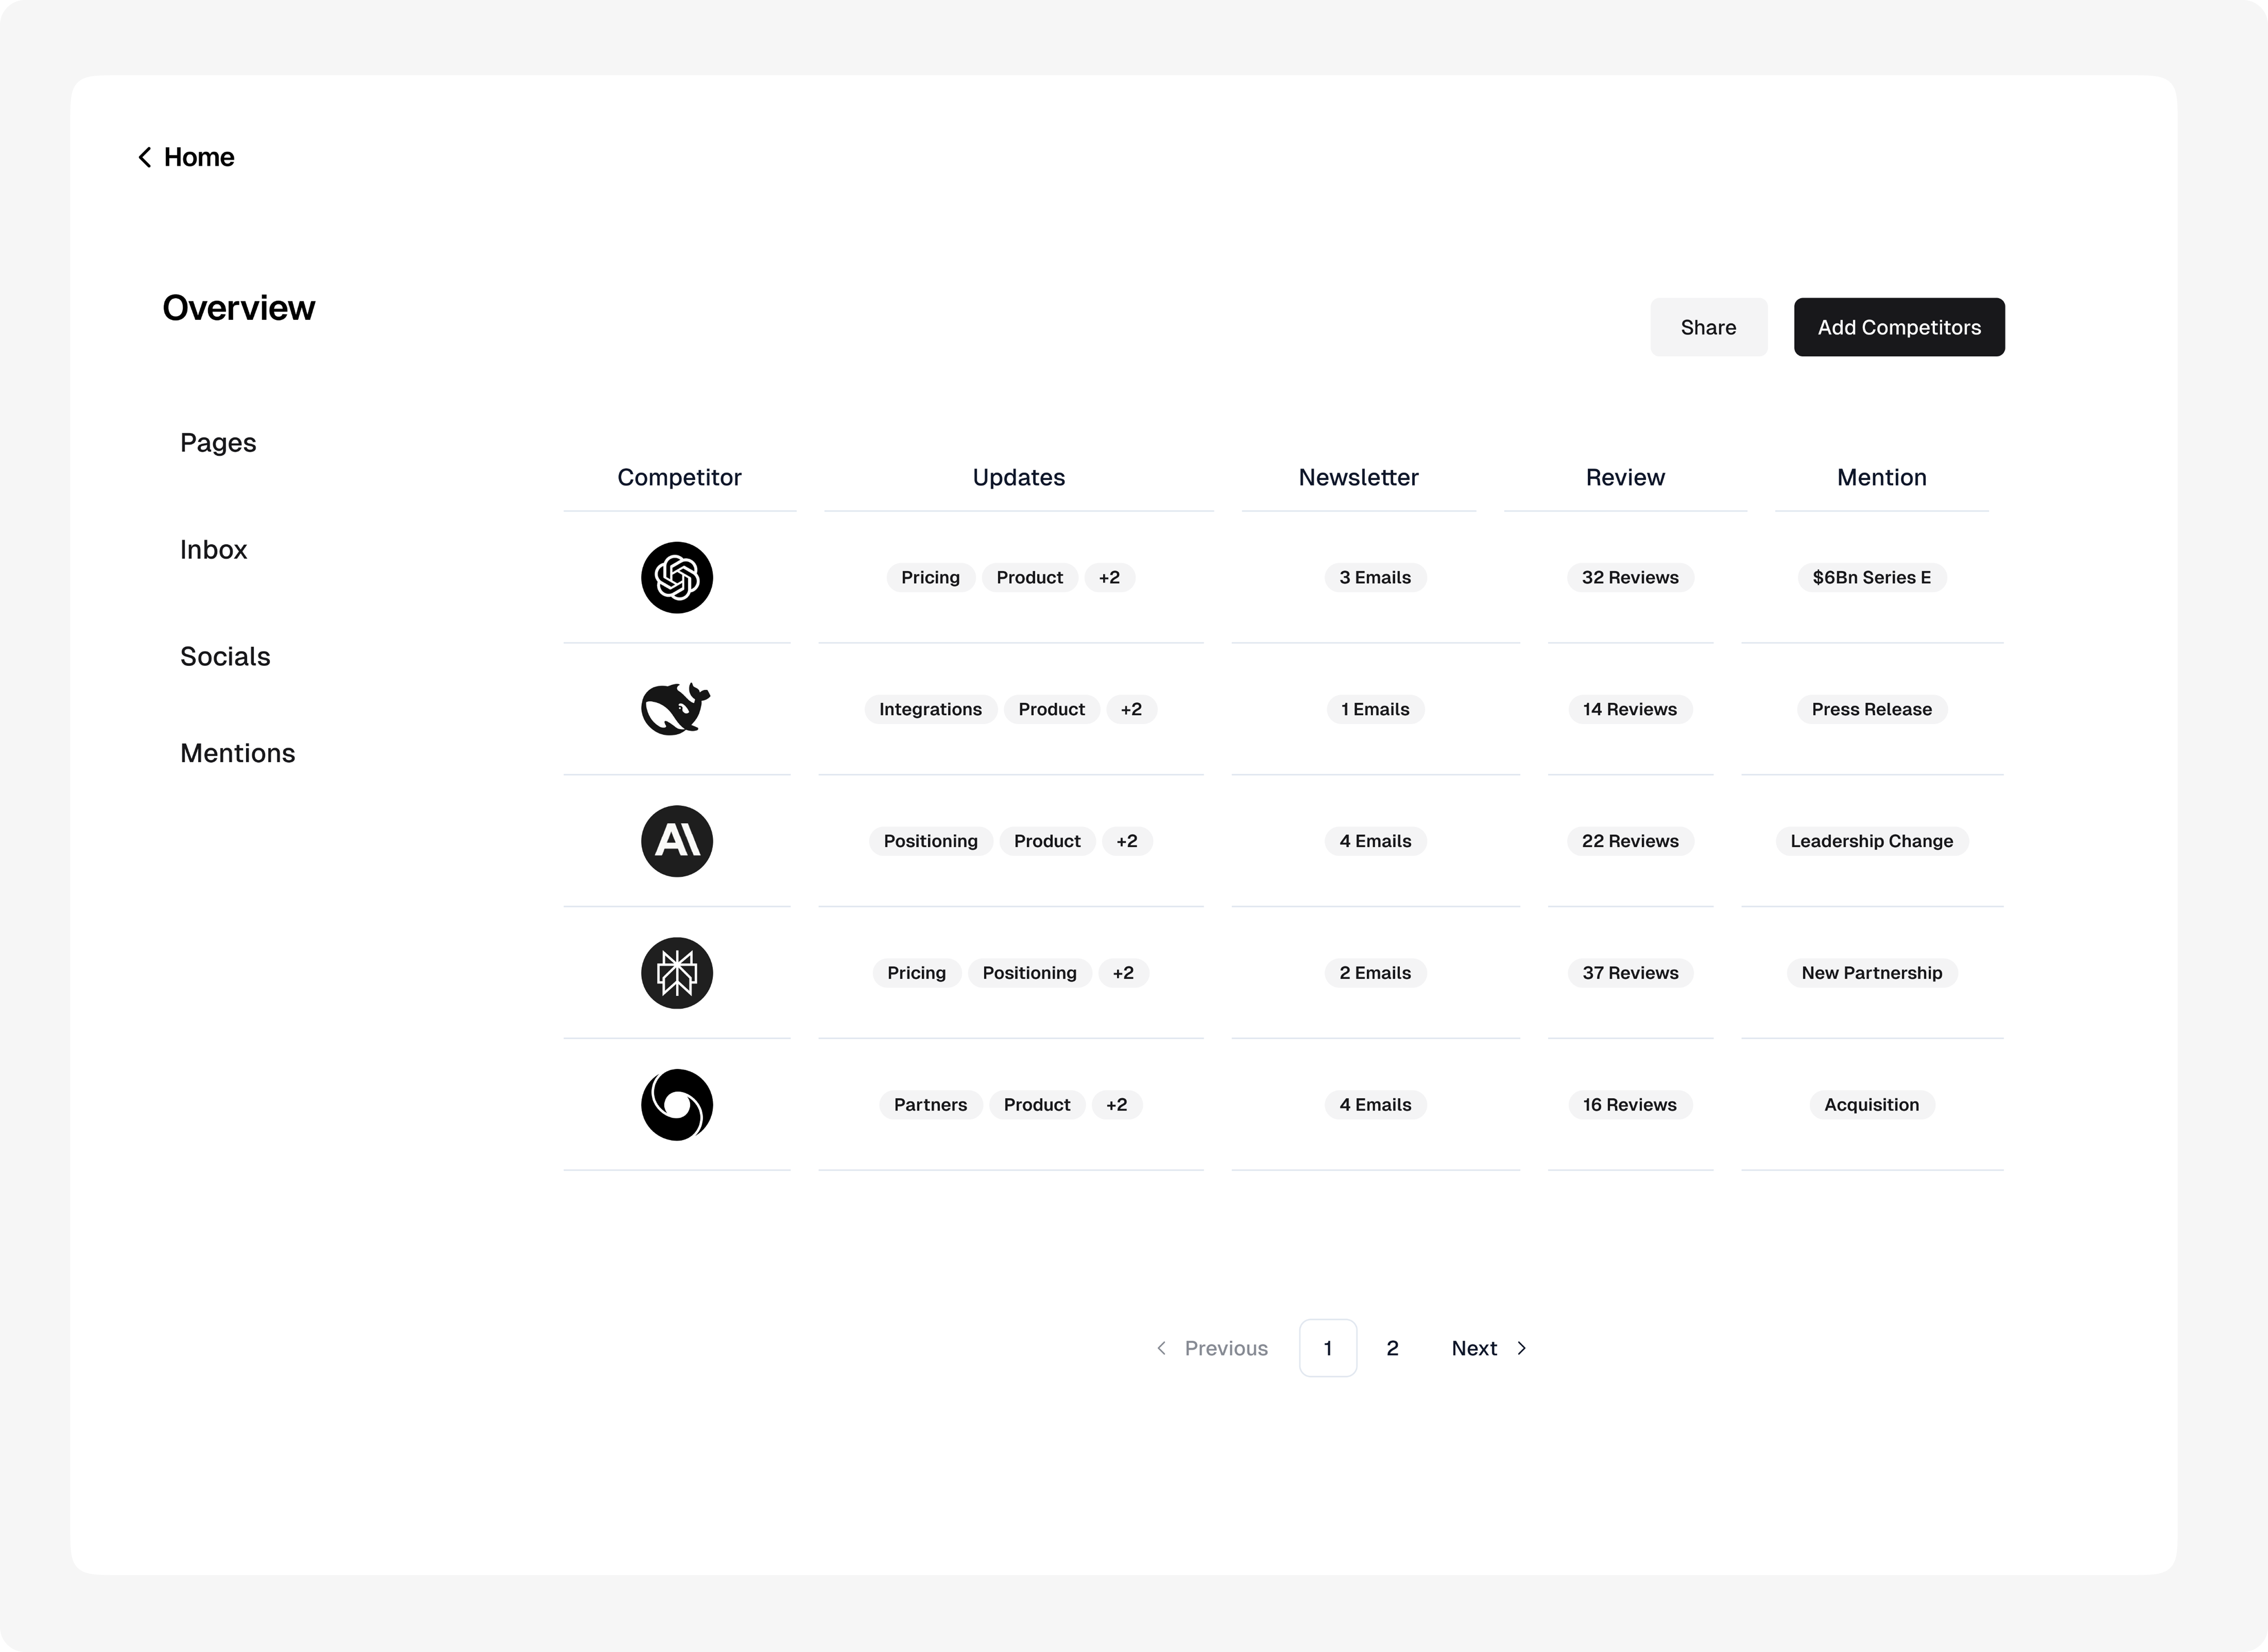 Home
Overview
Share
Add Competitors
Pages
Inbox
Socials
Mentions
Competitor Updates Newsletter Review Mention
Pricing Product +2 3 Emails 32 Reviews $6Bn Series E
Integrations Product +2 1 Emails 14 Reviews Press Release
AI Positioning Product +2 4 Emails 22 Reviews Leadership Change
Pricing Positioning +2 2 Emails 37 Reviews New Partnership
Partners Product +2 4 Emails 16 Reviews Acquisition
Previous 1 2 Next